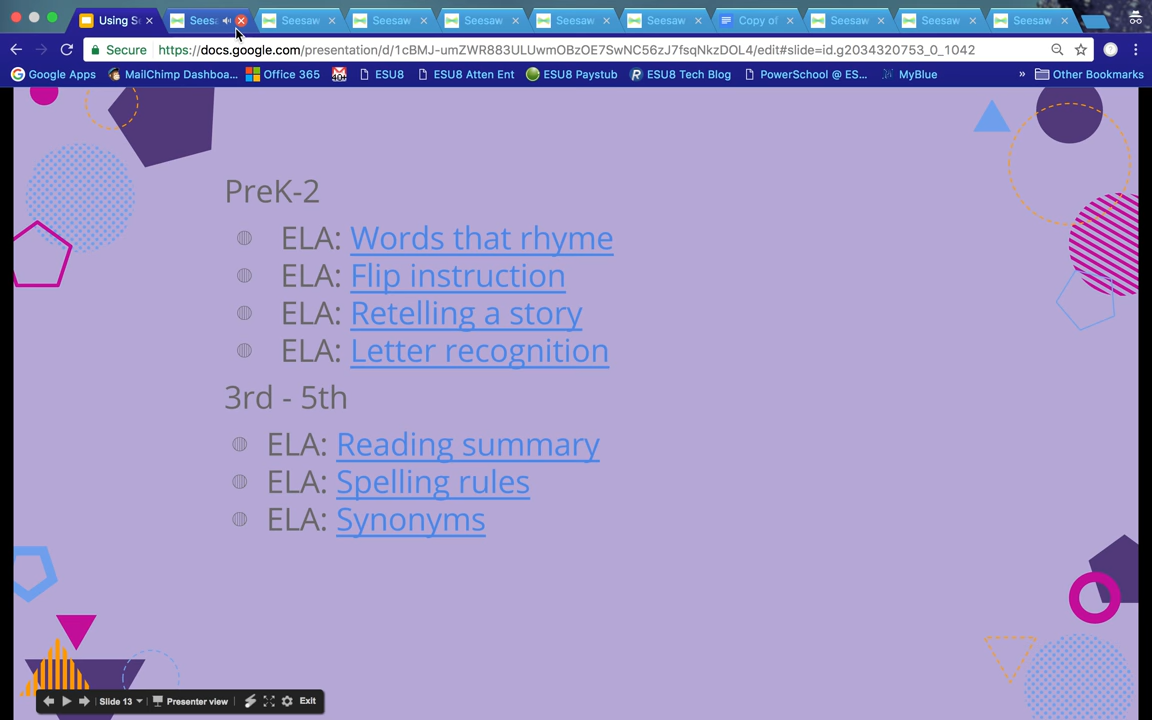 Using S
Seesa
Seesaw
Seesaw
Seesaw
Seesaw
Seesaw
Copy of
Seesaw
Seesaw
Seesaw
Secure
https://docs.google.com/presentation/d/1cBMJ-umZWR883ULUwmOBzOE7SwNC56zJ7fsqNkzDOL4/edit#slide=id.g2034320753_0_1042
Google Apps
MailChimp Dashboa...
Office 365
40+
ESU8
ESU8 Atten Ent
ESU8 Paystub
ESU8 Tech Blog
PowerSchool @ ES...
MyBlue
»
Other Bookmarks
PreK-2
ELA: Words that rhyme
ELA: Flip instruction
ELA: Retelling a story
ELA: Letter recognition
3rd - 5th
ELA: Reading summary
ELA: Spelling rules
ELA: Synonyms
Slide 13
Presenter view
Exit